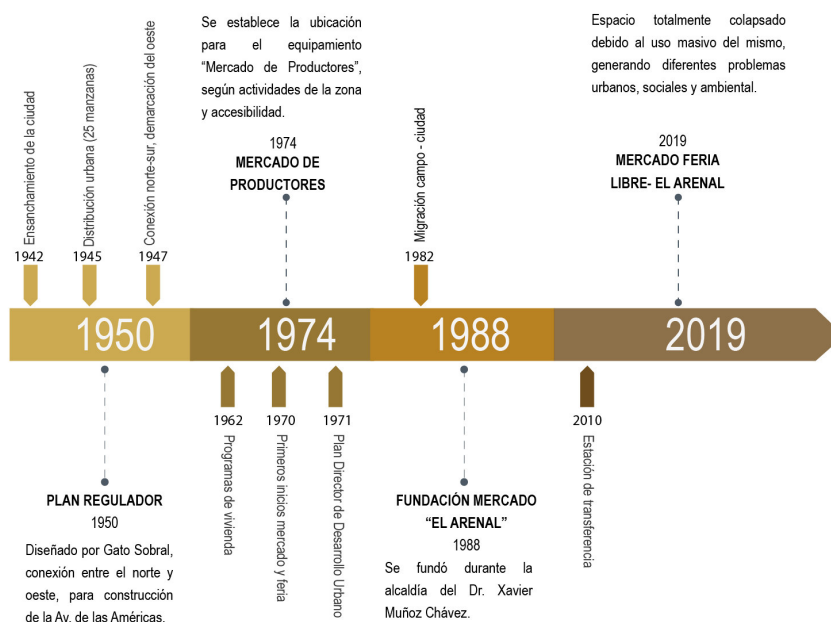 Se establece la ubicación
para el equipamiento
“Mercado de Productores”,
según actividades de la zona
y accesibilidad.
1974
MERCADO DE
PRODUCTORES
Espacio totalmente colapsado
debido al uso masivo del mismo,
generando diferentes problemas
urbanos, sociales y ambiental.
2019
MERCADO FERIA
LIBRE- EL ARENAL
Ensanchamiento de la ciudad
1942
Distribución urbana (25 manzanas)
1945
Conexión norte-sur, demarcación del oeste
1947
Migración campo - ciudad
1982
1950
1974
1988
2019
1962
Programas de vivienda
1970
Primeros inicios mercado y feria
1971
Plan Director de Desarrollo Urbano
2010
Estación de transferencia
PLAN REGULADOR
1950
Diseñado por Gato Sobral,
conexión entre el norte y
oeste, para construcción
de la Av. de las Américas.
FUNDACIÓN MERCADO
“EL ARENAL”
1988
Se fundó durante la
alcaldía del Dr. Xavier
Muñoz Chávez.